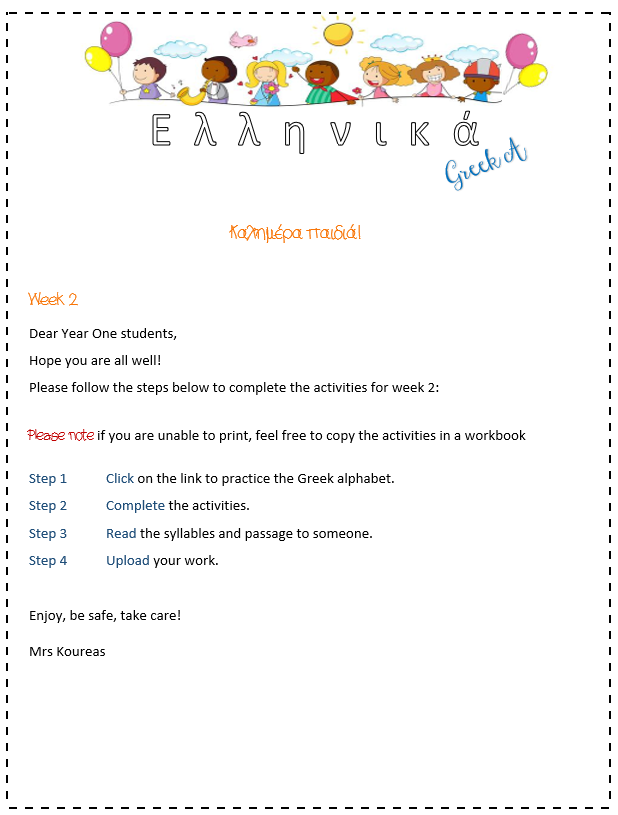 Ελληνικά
Greek A
Καλημέρα παιδιά!
Week 2
Dear Year One students,
Hope you are all well!
Please follow the steps below to complete the activities for week 2:
Please note if you are unable to print, feel free to copy the activities in a workbook
Step 1 Click on the link to practice the Greek alphabet.
Step 2 Complete the activities.
Step 3 Read the syllables and passage to someone.
Step 4 Upload your work.
Enjoy, be safe, take care!
Mrs Koureas